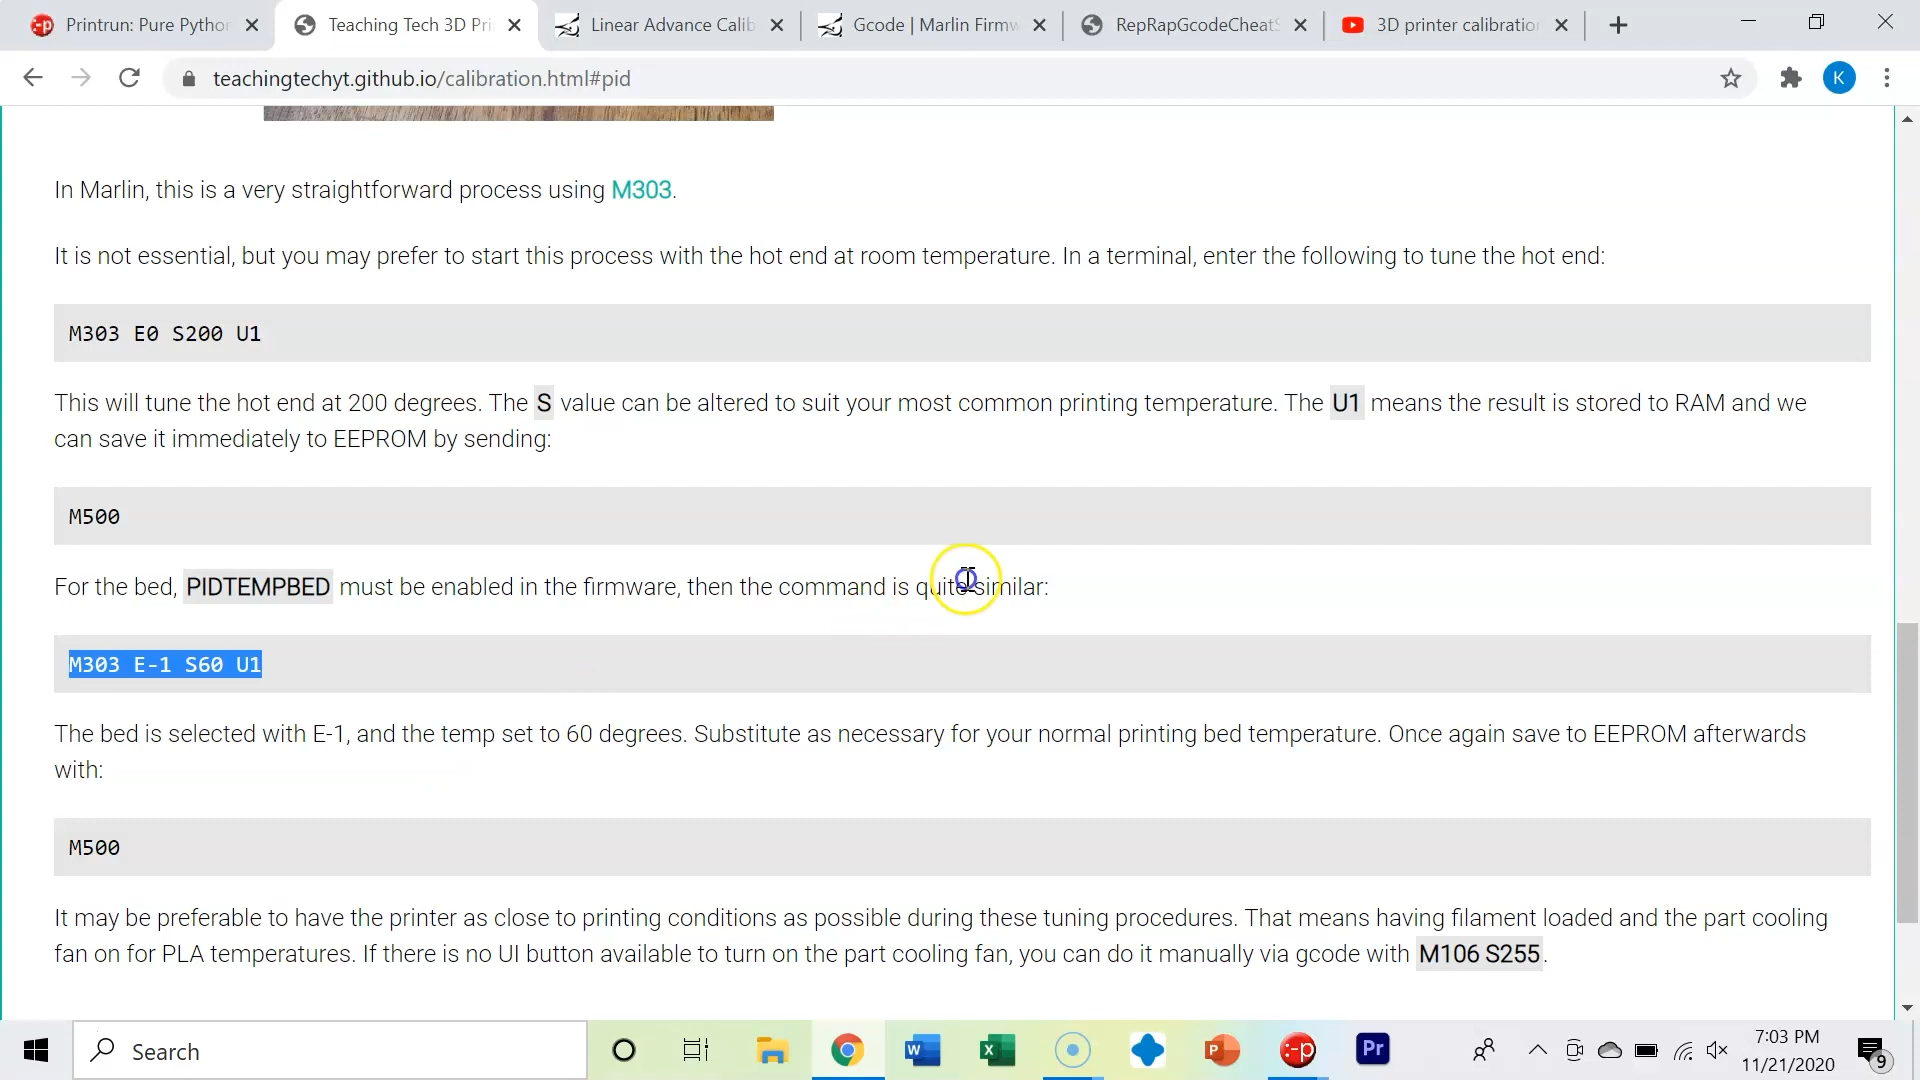 Printrun: Pure Python
Teaching Tech 3D Pri
Linear Advance Calib
Gcode | Marlin Firmw
RepRapGcodeCheatS
3D printer calibration
teachingtechyt.github.io/calibration.html#pid
K
In Marlin, this is a very straightforward process using M303.
It is not essential, but you may prefer to start this process with the hot end at room temperature. In a terminal, enter the following to tune the hot end:
M303 E0 S200 U1
This will tune the hot end at 200 degrees. The S value can be altered to suit your most common printing temperature. The U1 means the result is stored to RAM and we
can save it immediately to EEPROM by sending:
M500
For the bed, PIDTEMPBED must be enabled in the firmware, then the command is quite similar:
M303 E-1 S60 U1
The bed is selected with E-1, and the temp set to 60 degrees. Substitute as necessary for your normal printing bed temperature. Once again save to EEPROM afterwards
with:
M500
It may be preferable to have the printer as close to printing conditions as possible during these tuning procedures. That means having filament loaded and the part cooling
fan on for PLA temperatures. If there is no UI button available to turn on the part cooling fan, you can do it manually via gcode with M106 S255.
Search
W
X
P
:-p
Pr
7:03 PM
11/21/2020
9